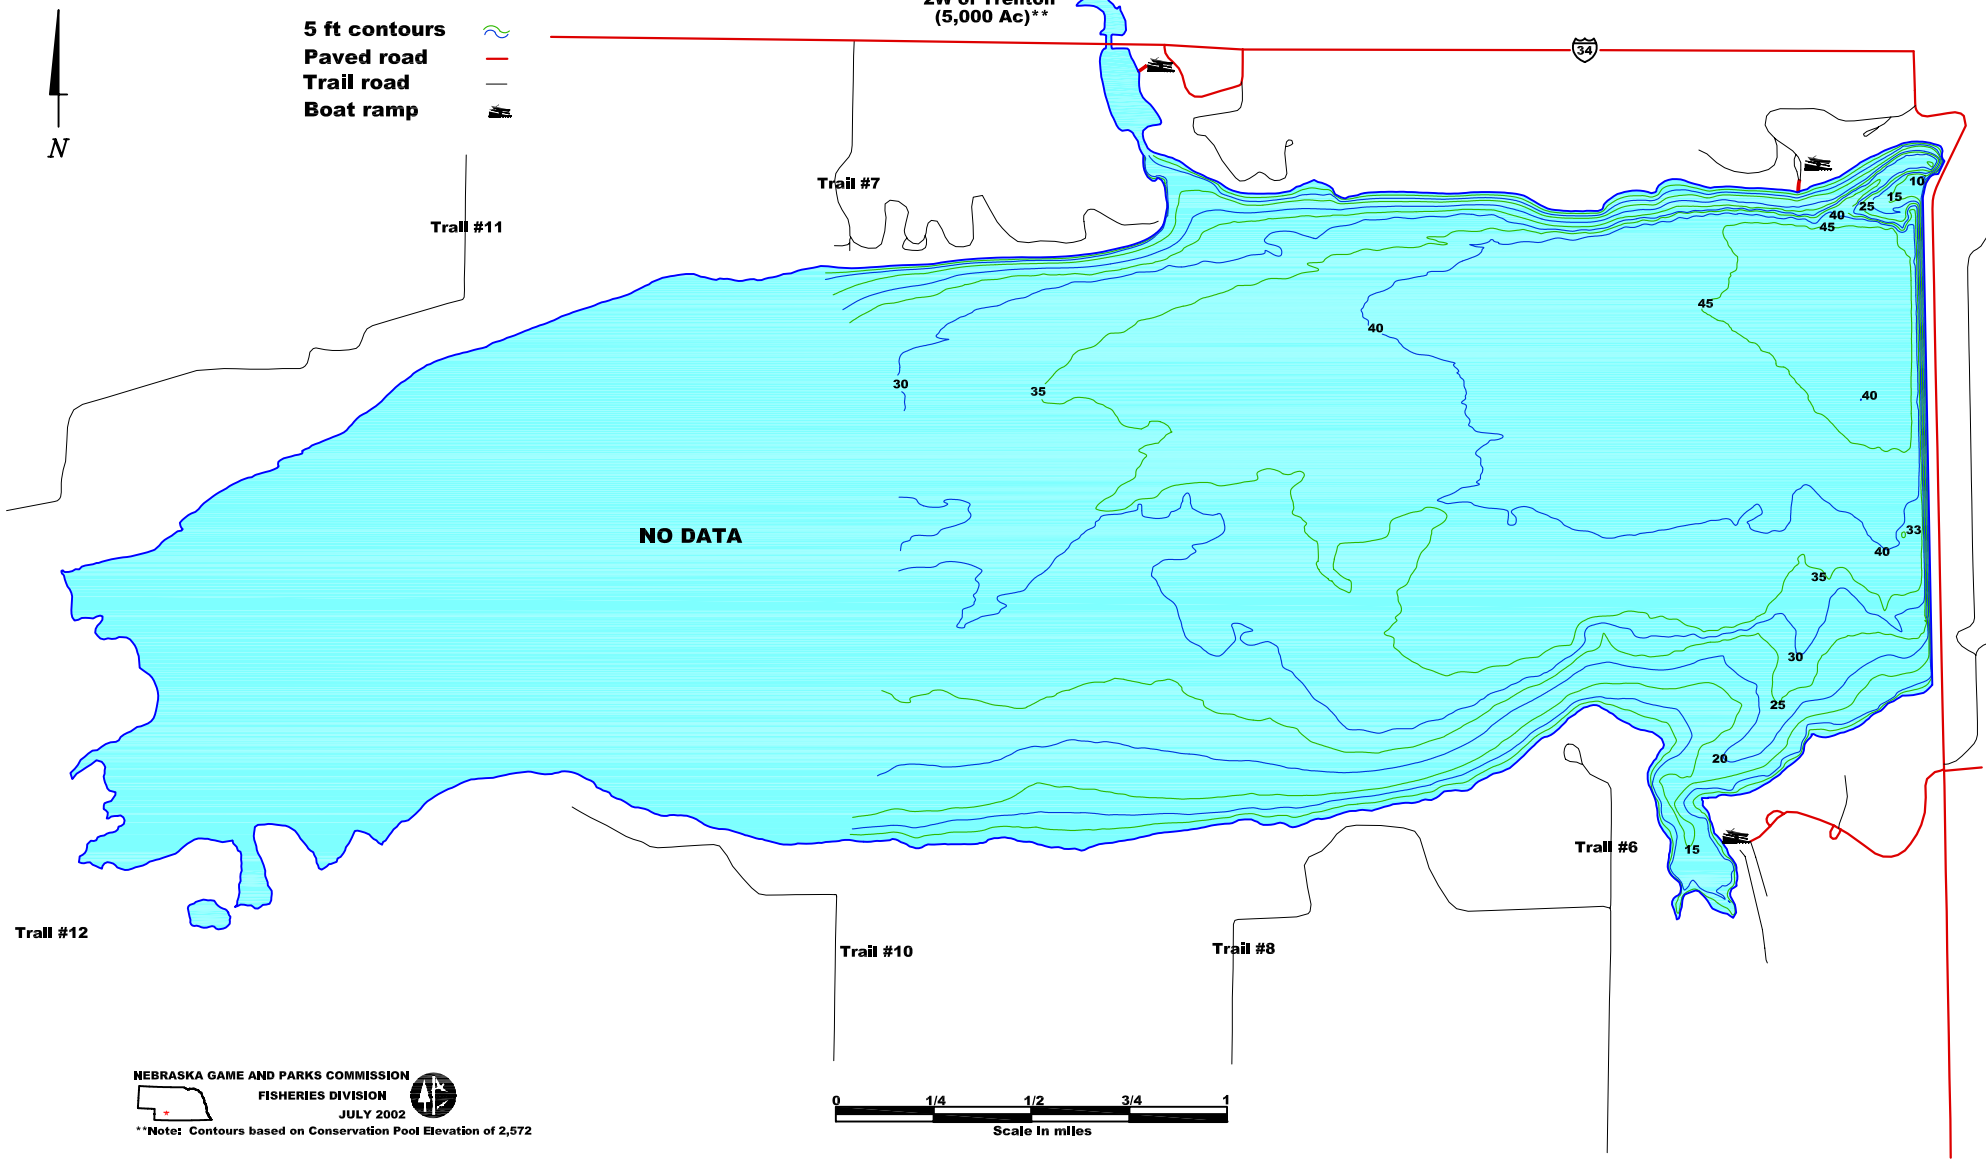 2W of Trenton
(5,000 Ac)**
5 ft contours
Paved road
Trail road
Boat ramp
N
34
Trail #7
Trail #11
10
15
25
40
45
45
40
30
35
40
NO DATA
33
40
35
30
25
20
15
Trail #6
Trail #12
Trail #10
Trail #8
NEBRASKA GAME AND PARKS COMMISSION
FISHERIES DIVISION
JULY 2002
**Note: Contours based on Conservation Pool Elevation of 2,572
0 1/4 1/2 3/4 1
Scale in miles